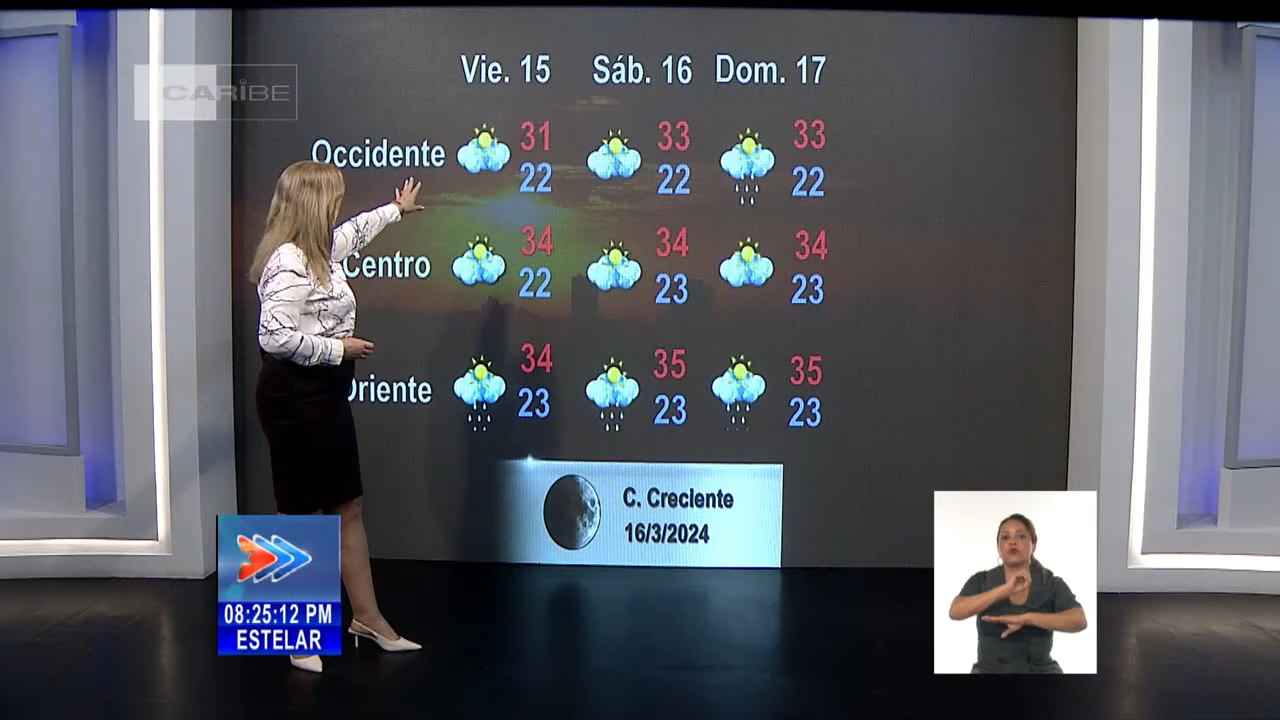 CARIBE
Vie. 15 Sáb. 16 Dom. 17
Occidente 31 33 33
22 22 22
Centro 34 34 34
22 23 23
Oriente 34 35 35
23 23 23
C. Creciente
16/3/2024
08:25:12 PM
ESTELAR